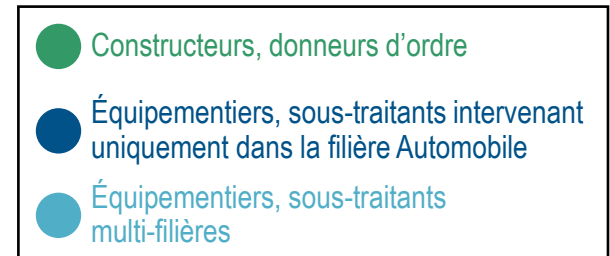 Constructeurs, donneurs d’ordre
Équipementiers, sous-traitants intervenant
uniquement dans la filière Automobile
Équipementiers, sous-traitants
multi-filières